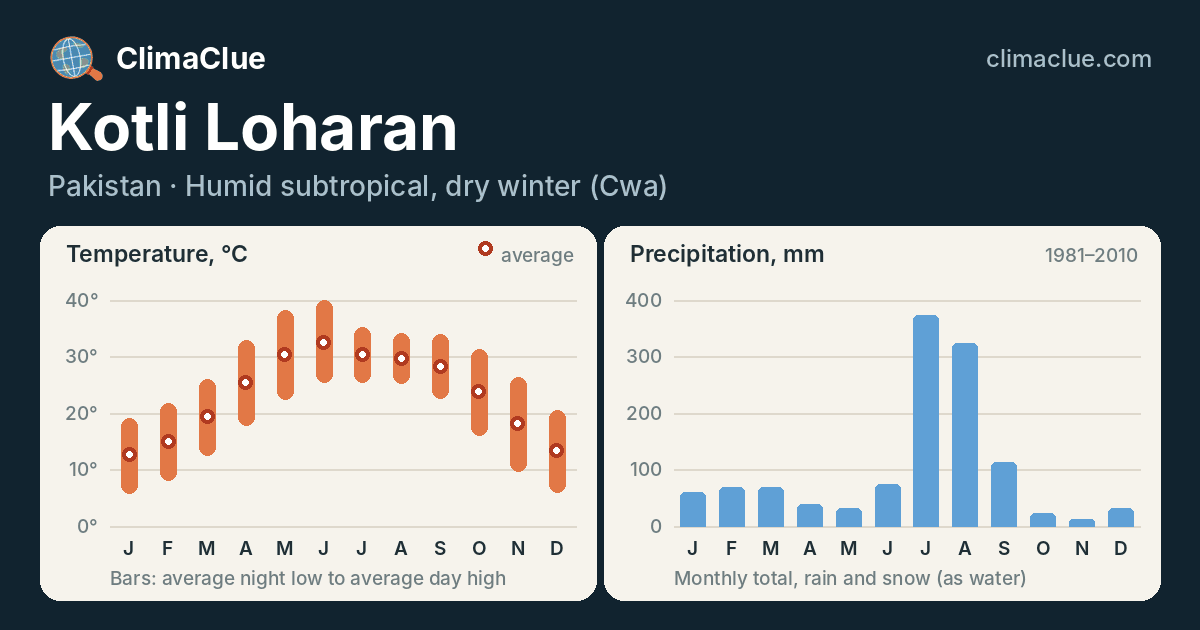 ClimaClue
climaclue.com
Kotli Loharan
Pakistan · Humid subtropical, dry winter (Cwa)
Temperature, °C
average
40°
30°
20°
10°
0°
J F M A M J J A S O N D
Bars: average night low to average day high
Precipitation, mm
1981–2010
400
300
200
100
0
J F M A M J J A S O N D
Monthly total, rain and snow (as water)